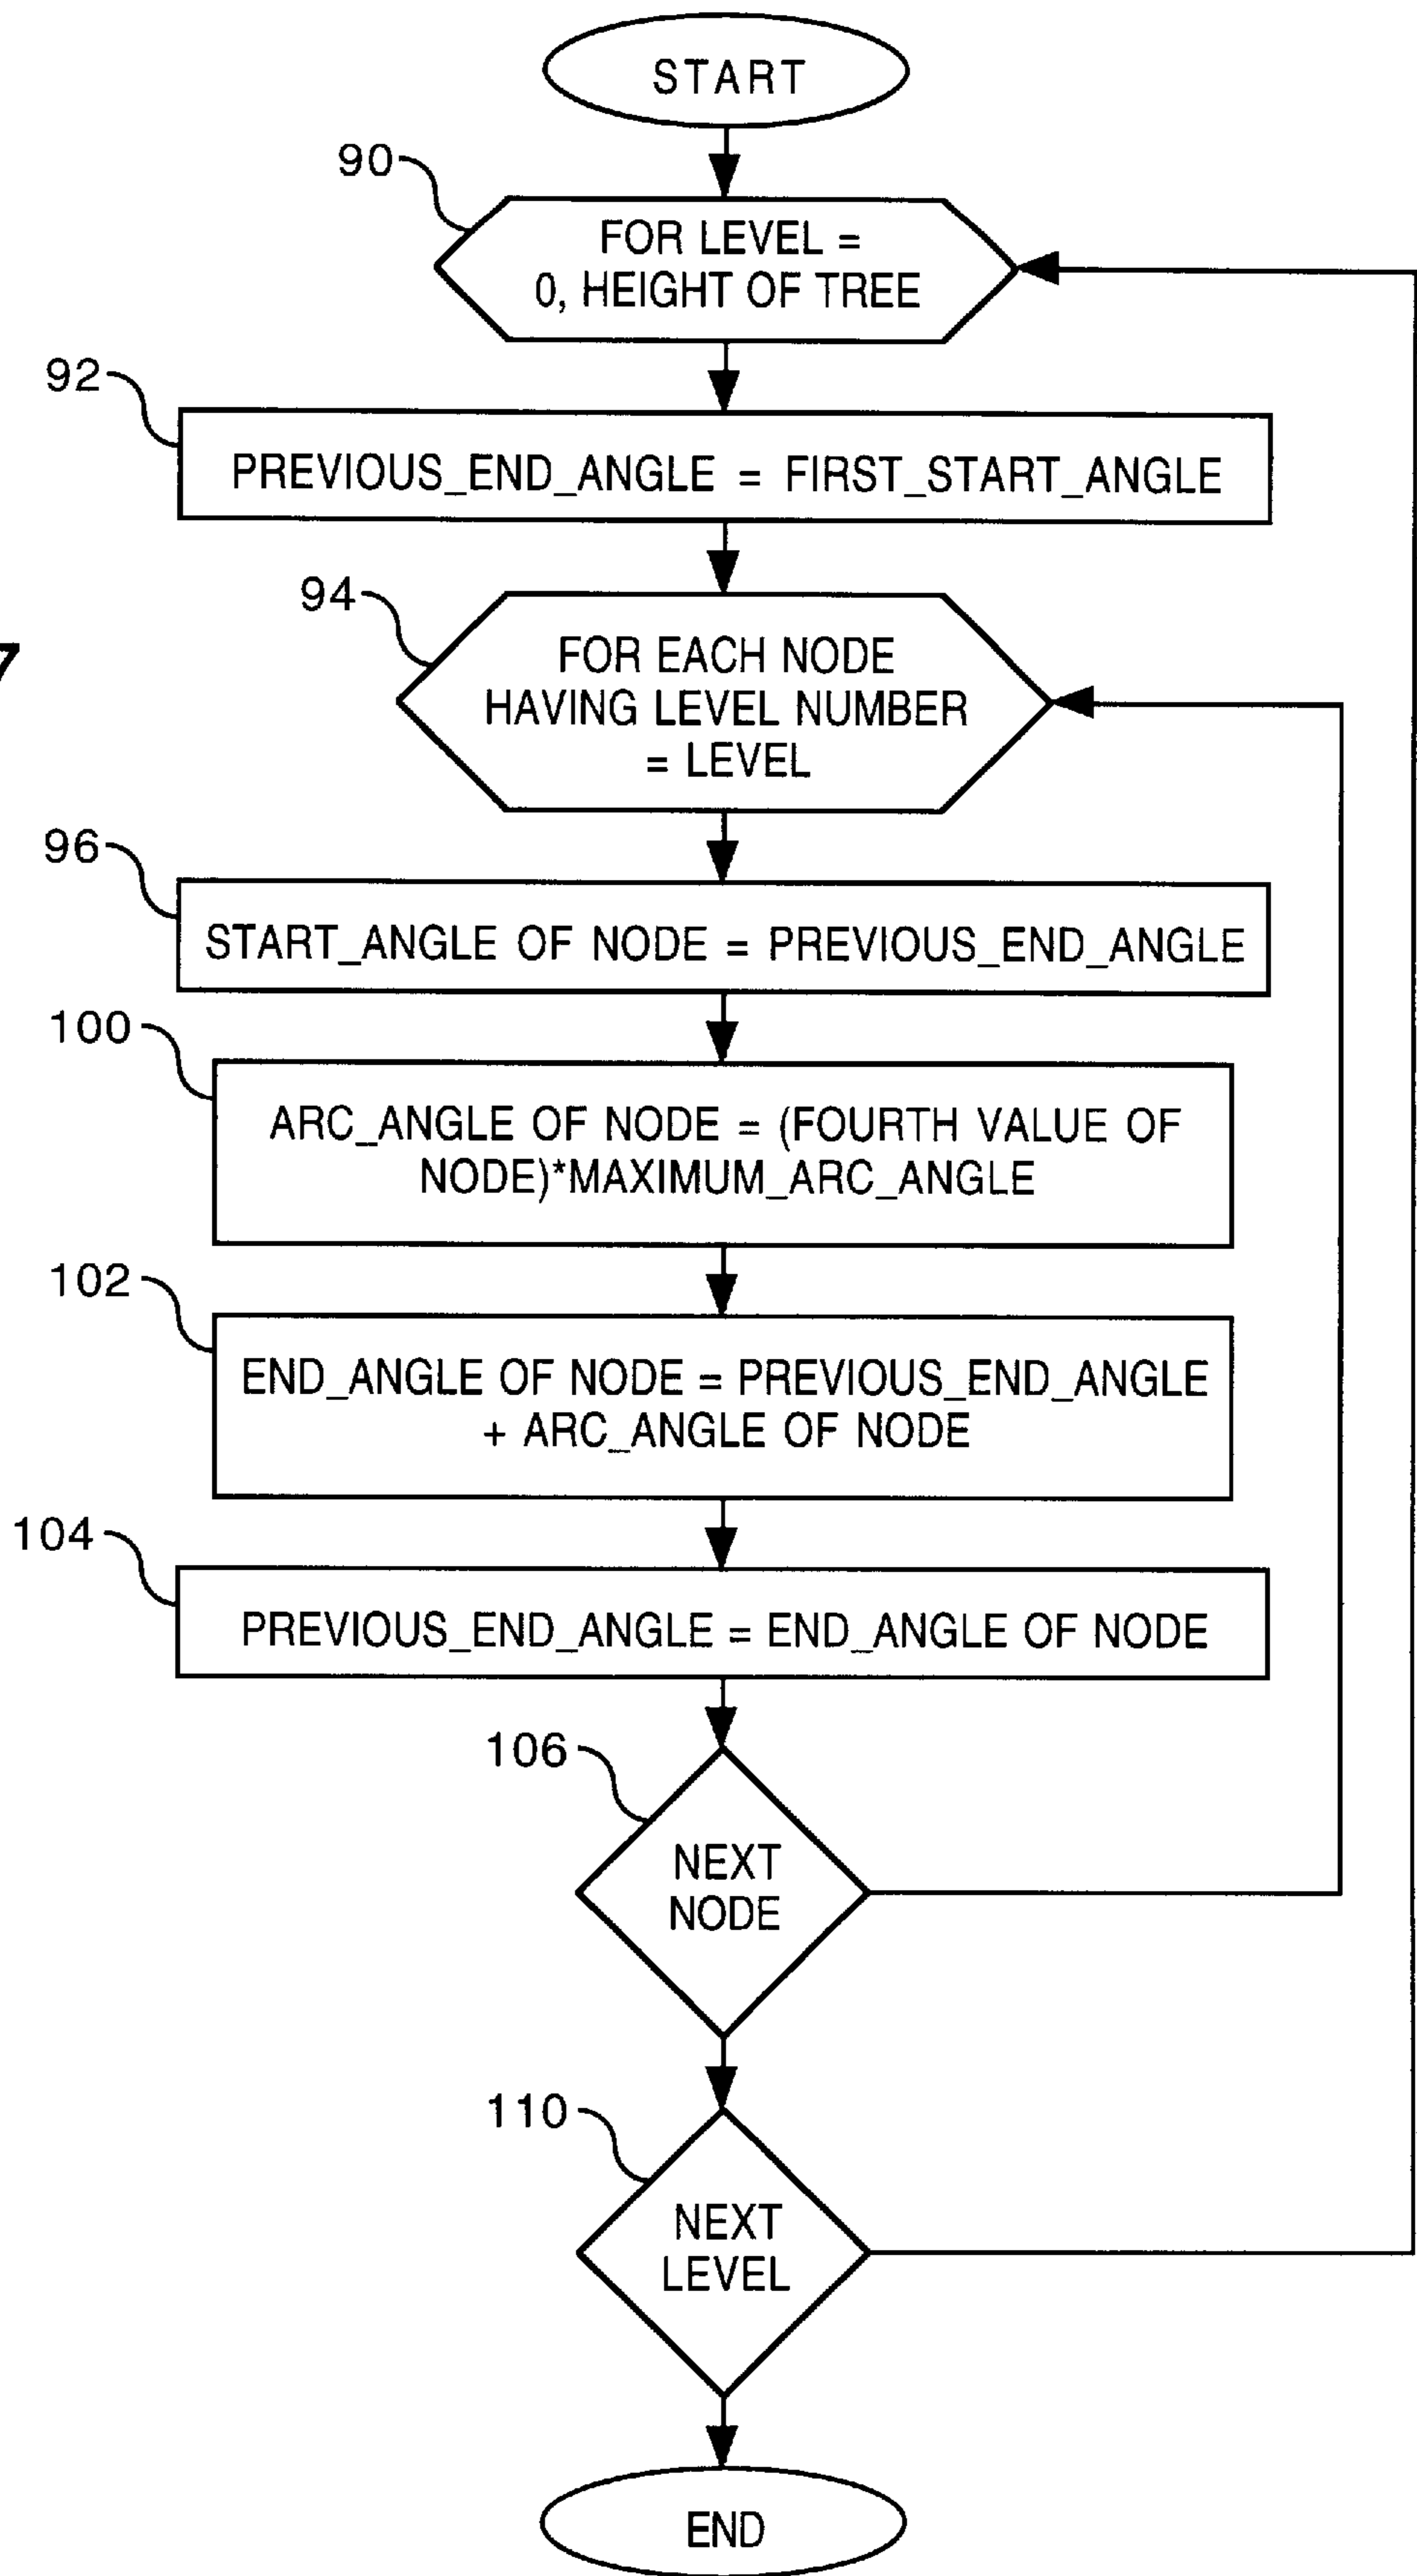 START
90
FOR LEVEL =
0, HEIGHT OF TREE
92
PREVIOUS_END_ANGLE = FIRST_START_ANGLE
94
FOR EACH NODE
HAVING LEVEL NUMBER
= LEVEL
7
96
START_ANGLE OF NODE = PREVIOUS_END_ANGLE
100
ARC_ANGLE OF NODE = (FOURTH VALUE OF
NODE)*MAXIMUM_ARC_ANGLE
102
END_ANGLE OF NODE = PREVIOUS_END_ANGLE
+ ARC_ANGLE OF NODE
104
PREVIOUS_END_ANGLE = END_ANGLE OF NODE
106
NEXT
NODE
110
NEXT
LEVEL
END